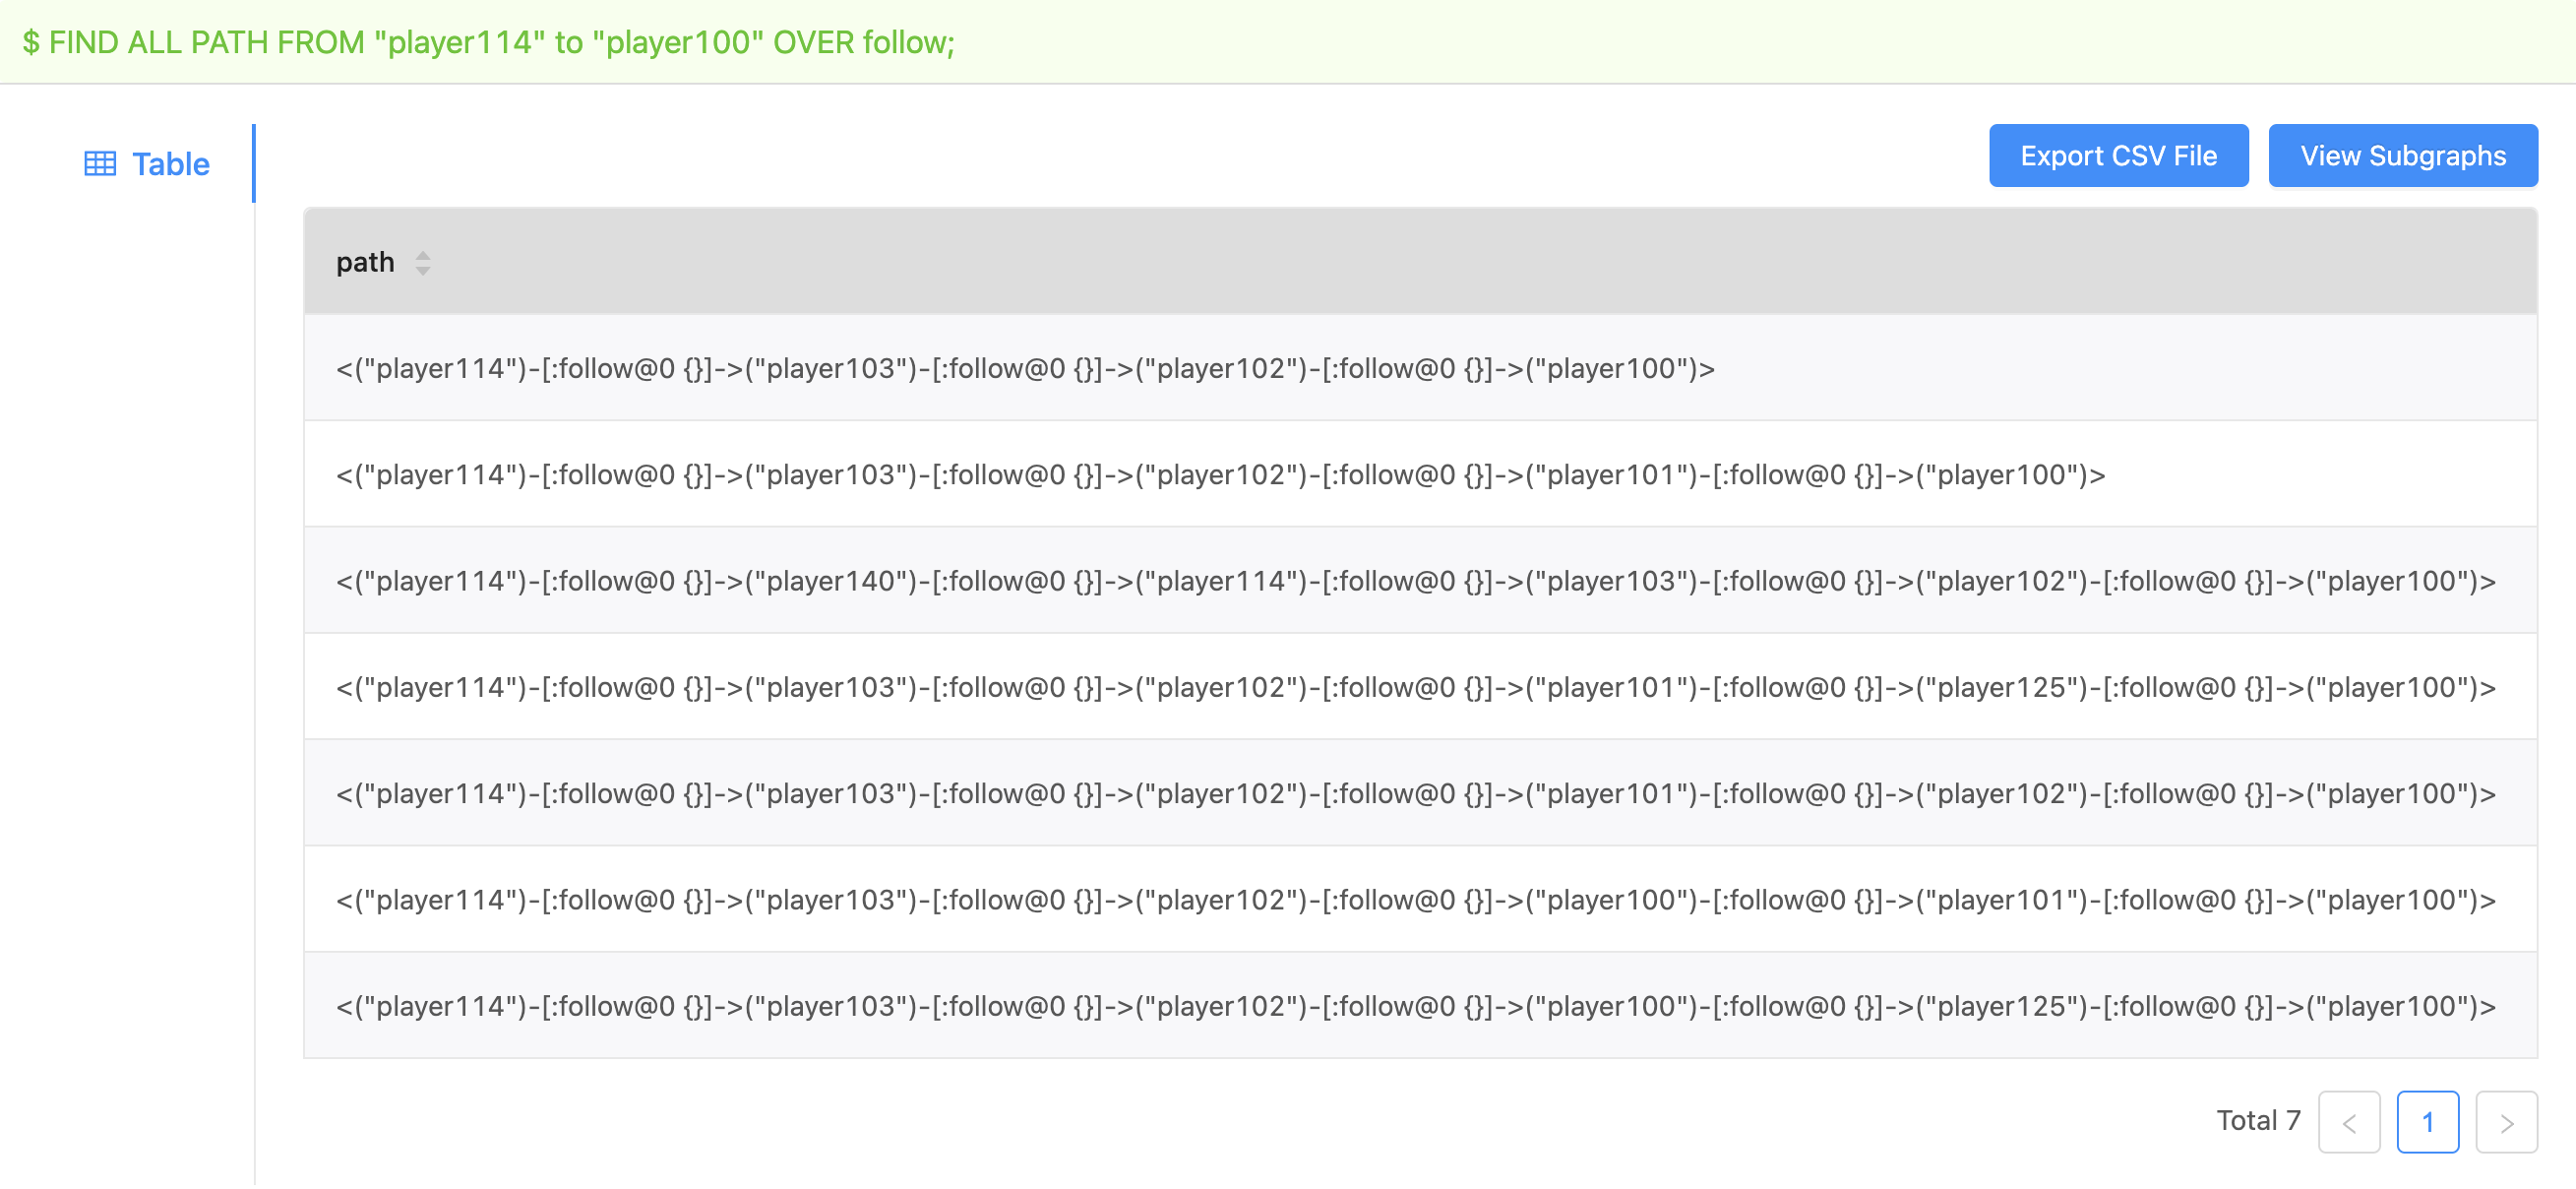 $ FIND ALL PATH FROM "player114" to "player100" OVER follow;
Table
Export CSV File
View Subgraphs
path
<("player114")-[:follow@0 {}]->("player103")-[:follow@0 {}]->("player102")-[:follow@0 {}]->("player100")>
<("player114")-[:follow@0 {}]->("player103")-[:follow@0 {}]->("player102")-[:follow@0 {}]->("player101")-[:follow@0 {}]->("player100")>
<("player114")-[:follow@0 {}]->("player140")-[:follow@0 {}]->("player114")-[:follow@0 {}]->("player103")-[:follow@0 {}]->("player102")-[:follow@0 {}]->("player100")>
<("player114")-[:follow@0 {}]->("player103")-[:follow@0 {}]->("player102")-[:follow@0 {}]->("player101")-[:follow@0 {}]->("player125")-[:follow@0 {}]->("player100")>
<("player114")-[:follow@0 {}]->("player103")-[:follow@0 {}]->("player102")-[:follow@0 {}]->("player101")-[:follow@0 {}]->("player102")-[:follow@0 {}]->("player100")>
<("player114")-[:follow@0 {}]->("player103")-[:follow@0 {}]->("player102")-[:follow@0 {}]->("player100")-[:follow@0 {}]->("player101")-[:follow@0 {}]->("player100")>
<("player114")-[:follow@0 {}]->("player103")-[:follow@0 {}]->("player102")-[:follow@0 {}]->("player100")-[:follow@0 {}]->("player125")-[:follow@0 {}]->("player100")>
Total 7 < 1 >